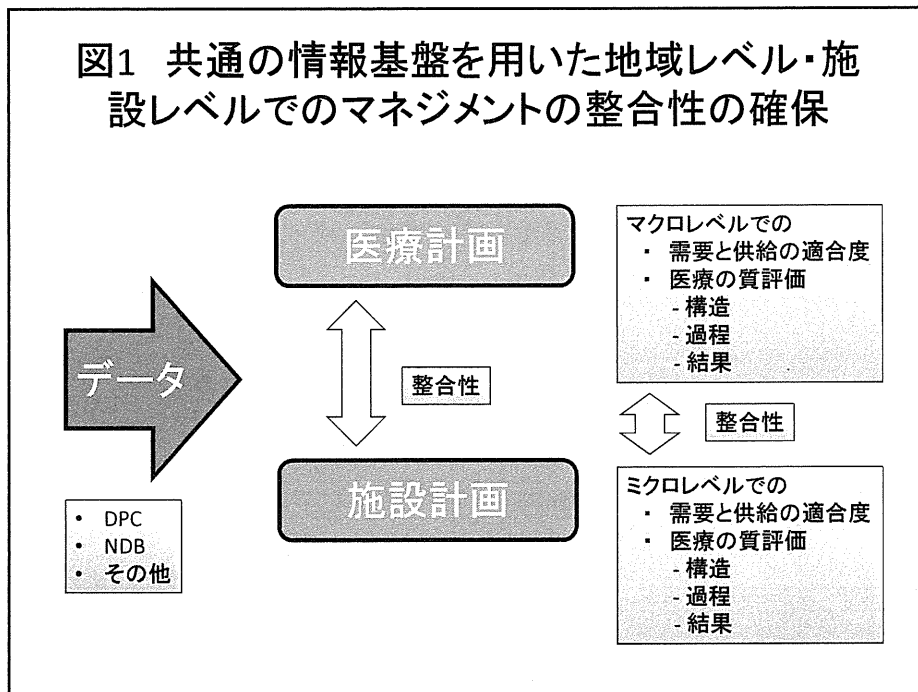 図1 共通の情報基盤を用いた地域レベル・施
設レベルでのマネジメントの整合性の確保
医療計画
データ
整合性
施設計画
• DPC
• NDB
• その他
マクロレベルでの
・ 需要と供給の適合度
・ 医療の質評価
- 構造
- 過程
- 結果
整合性
ミクロレベルでの
・ 需要と供給の適合度
・ 医療の質評価
- 構造
- 過程
- 結果